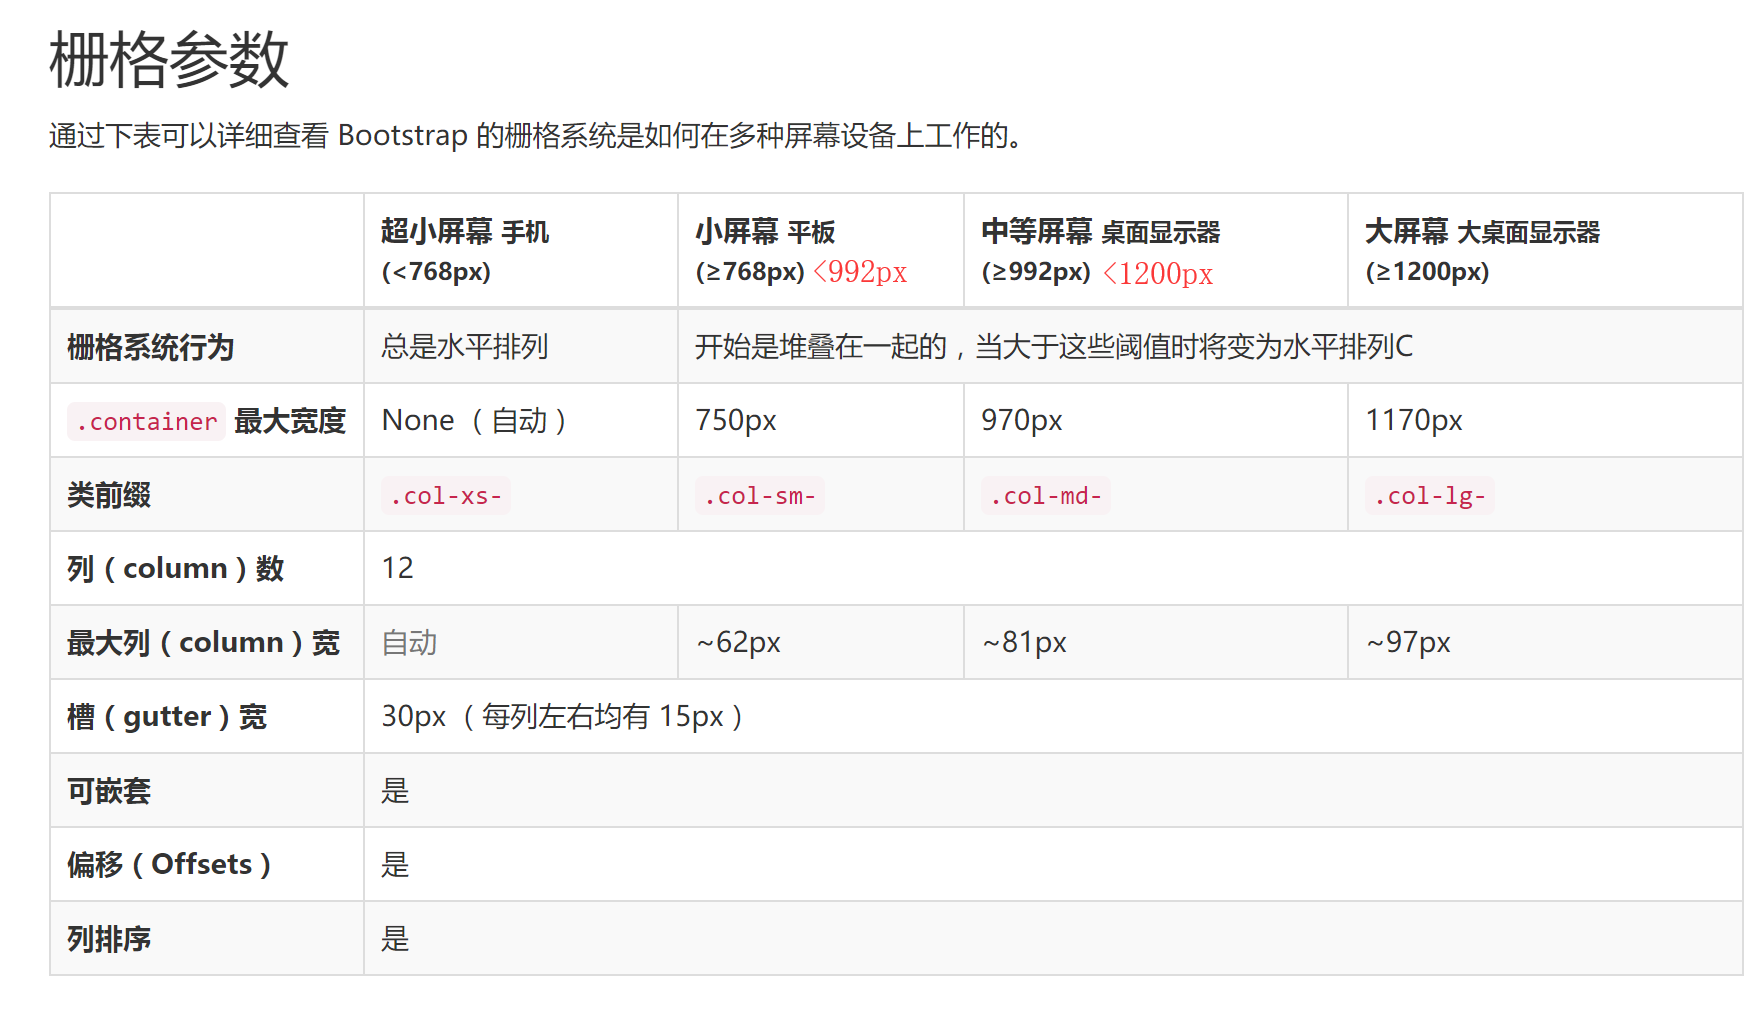 栅格参数
通过下表可以详细查看 Bootstrap 的栅格系统是如何在多种屏幕设备上工作的。
超小屏幕 手机 (<768px)
小屏幕 平板 (≥768px) <992px
中等屏幕 桌面显示器 (≥992px) <1200px
大屏幕 大桌面显示器 (≥1200px)
栅格系统行为 总是水平排列 开始是堆叠在一起的，当大于这些阈值时将变为水平排列C
.container 最大宽度 None （自动） 750px 970px 1170px
类前缀 .col-xs- .col-sm- .col-md- .col-lg-
列（column）数 12
最大列（column）宽 自动 ~62px ~81px ~97px
槽（gutter）宽 30px （每列左右均有 15px）
可嵌套 是
偏移（Offsets） 是
列排序 是